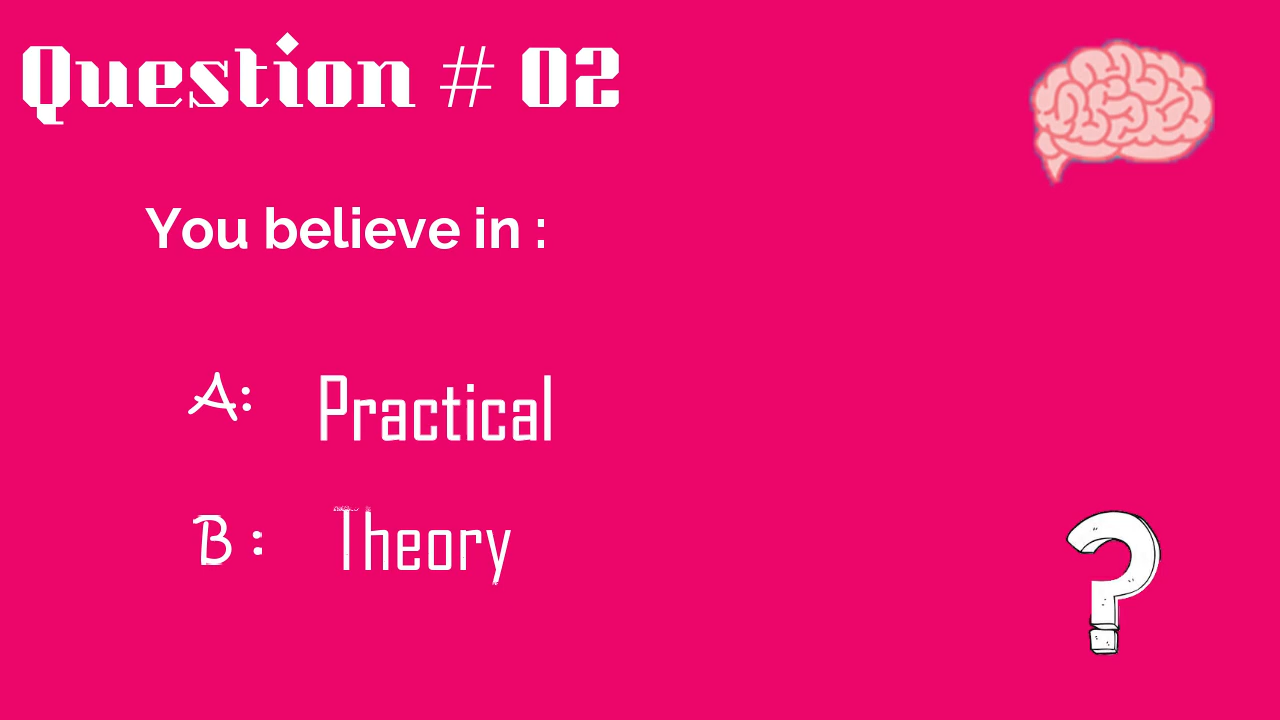 Question # 02
You believe in :
A: Practical
B : Theory
?